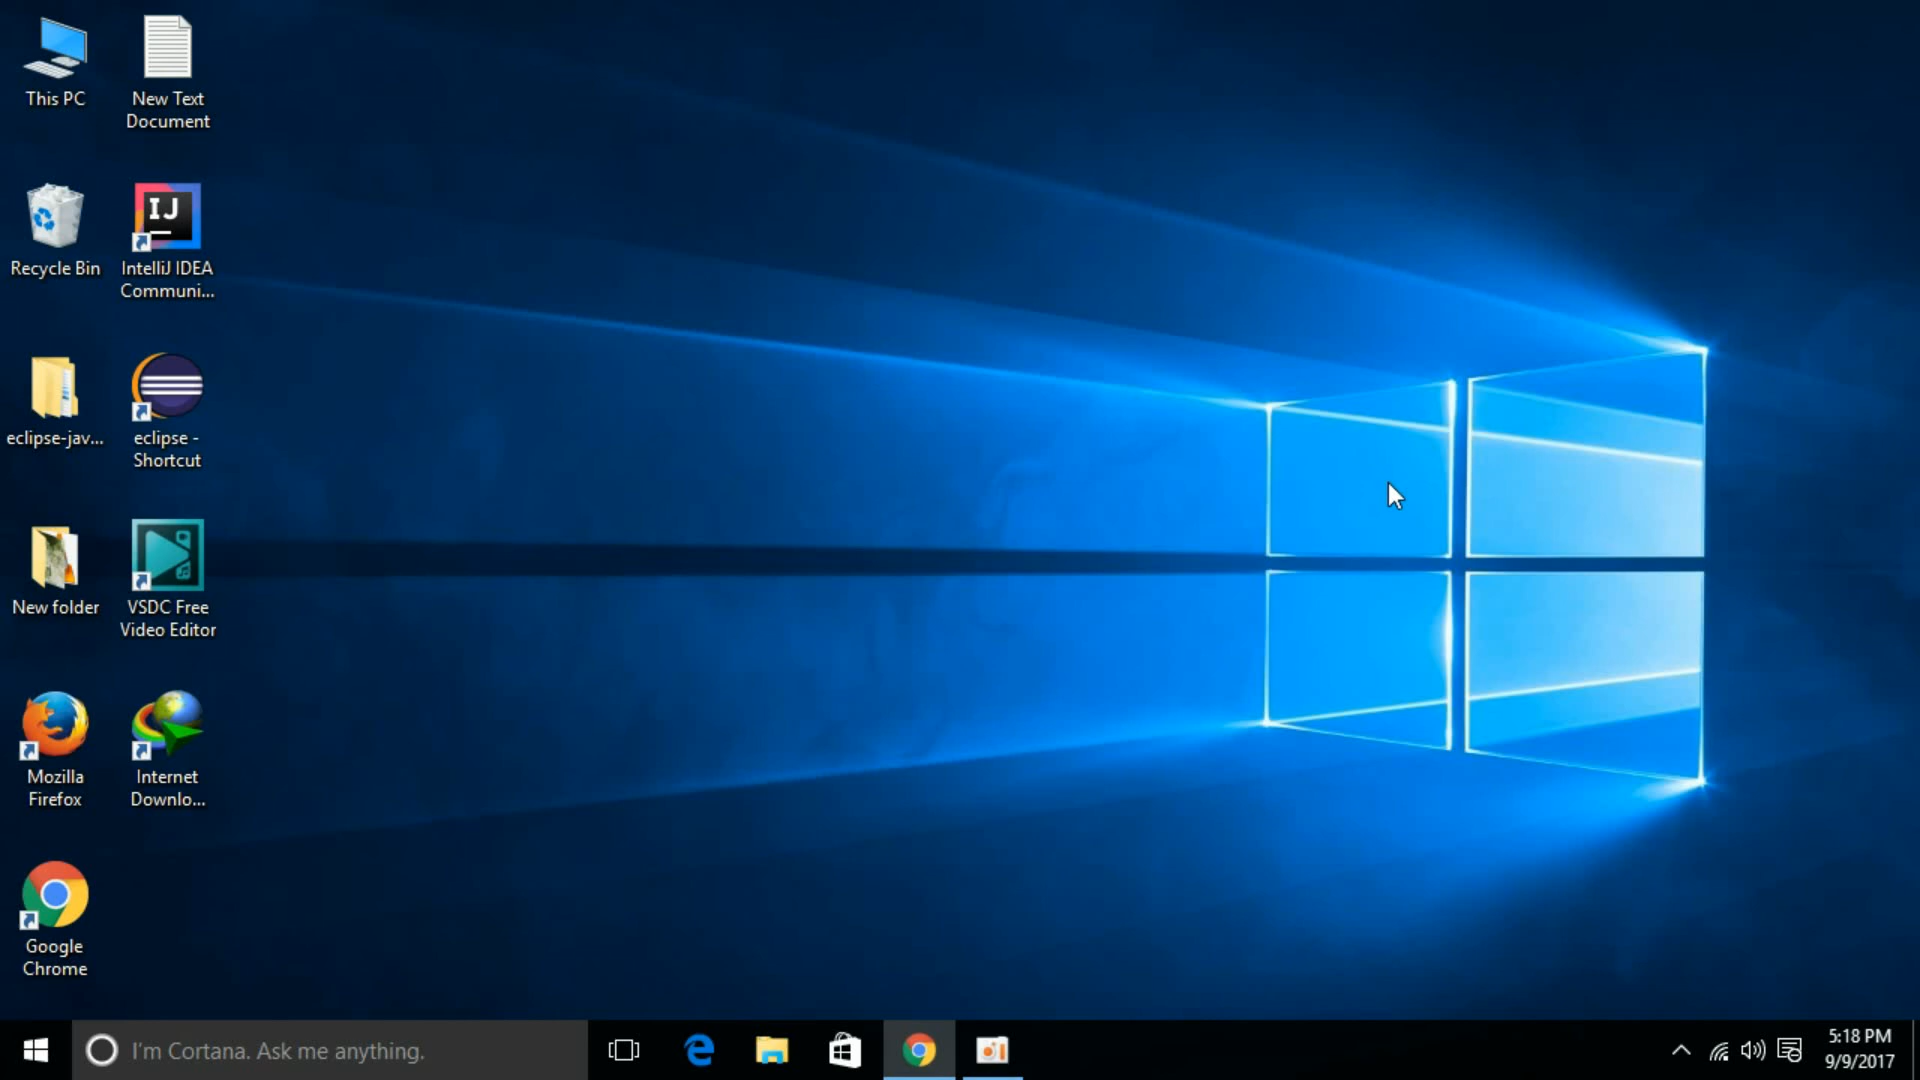 This PC
New Text
Document
Recycle Bin
IJ
IntelliJ IDEA
Communi...
eclipse-jav...
eclipse -
Shortcut
New folder
VSDC Free
Video Editor
Mozilla
Firefox
Internet
Downlo...
Google
Chrome
I'm Cortana. Ask me anything.
5:18 PM
9/9/2017